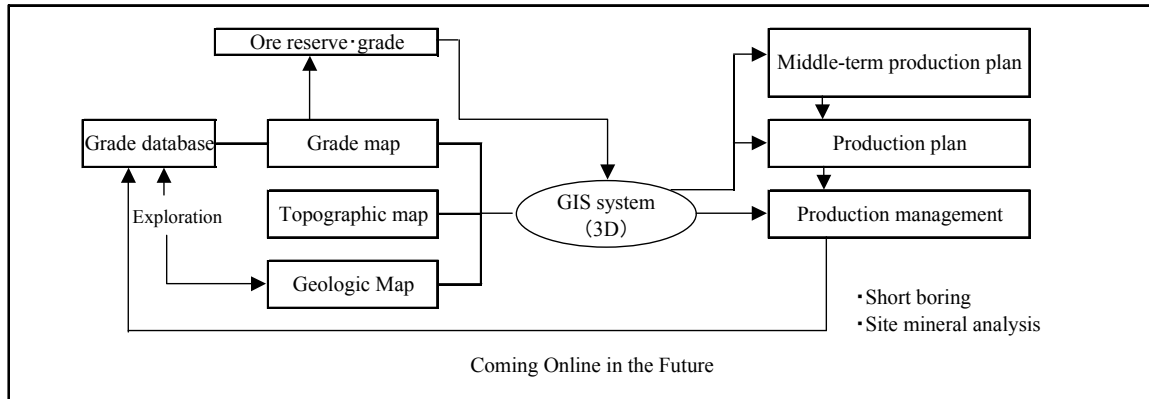 Ore reserve・grade
Middle-term production plan
Grade database
Grade map
Production plan
Exploration
Topographic map
GIS system
（3D）
Production management
Geologic Map
・Short boring
・Site mineral analysis
Coming Online in the Future